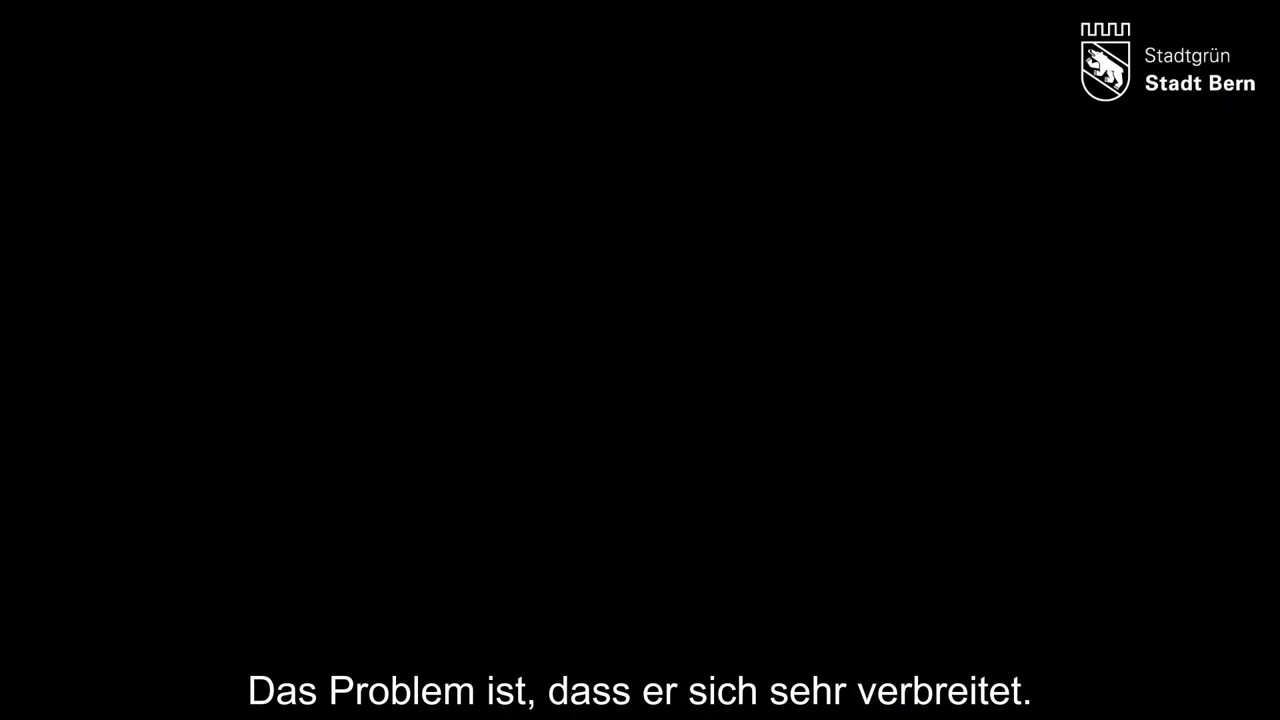 Stadtgrün
Stadt Bern
Das Problem ist, dass er sich sehr verbreitet.